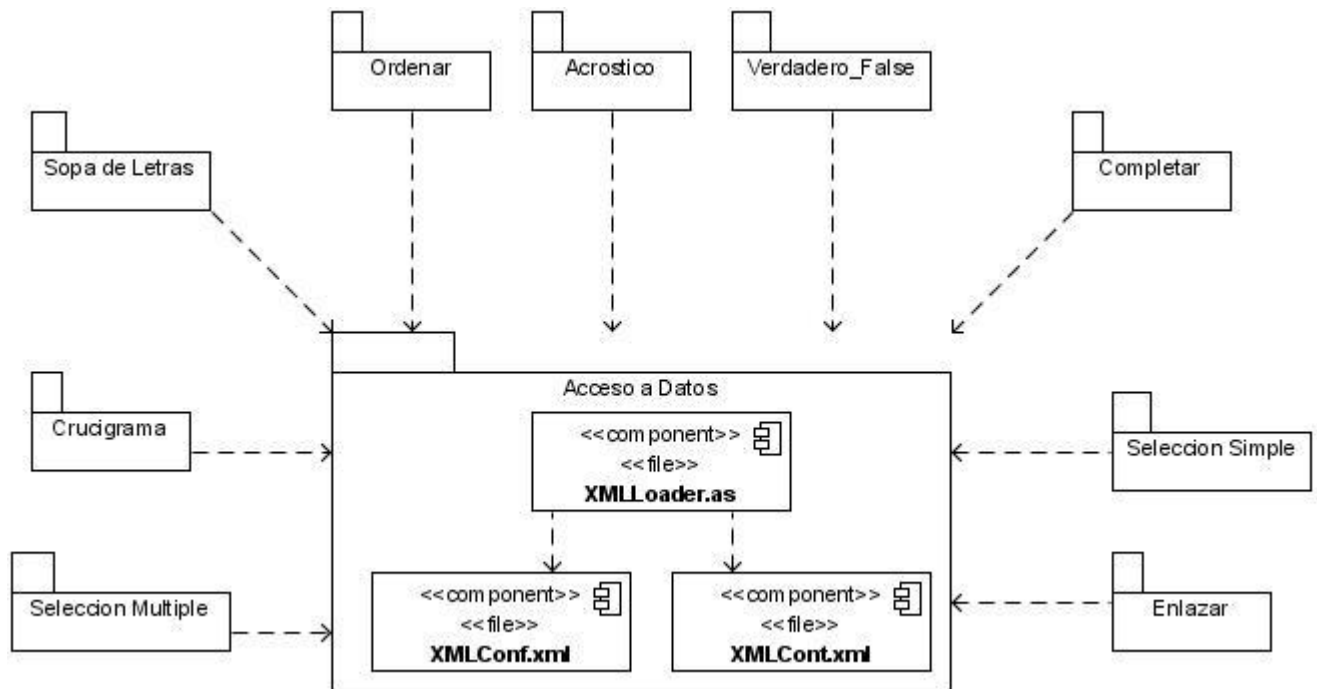 Ordenar
Acrostico
Verdadero_False
Sopa de Letras
Completar
Acceso a Datos
Crucigrama
<<component>>
<<file>>
XMLLoader.as
Seleccion Simple
Seleccion Multiple
<<component>>
<<file>>
XMLConf.xml
<<component>>
<<file>>
XMLCont.xml
Enlazar